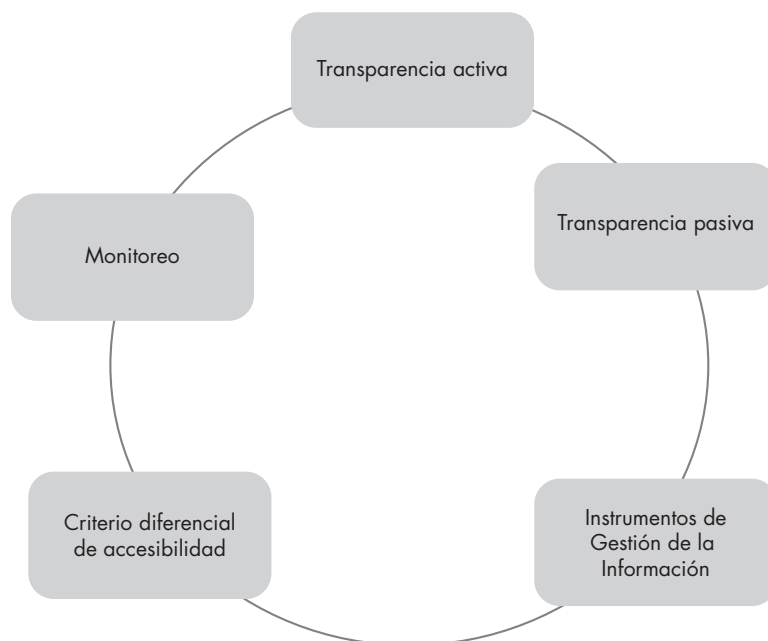 Transparencia activa
Transparencia pasiva
Instrumentos de
Gestión de la
Información
Criterio diferencial
de accesibilidad
Monitoreo